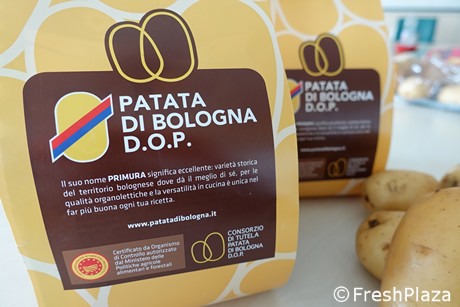 PATATA
DI BOLOGNA
D.O.P.
Il suo nome PRIMURA significa eccellente: varietà storica
del territorio bolognese dove dà il meglio di sé, per le
qualità organolettiche e la versatilità in cucina è unica nel
far più buona ogni tua ricetta.
www.patatadibologna.it
Certificato da Organismo
di Controllo autorizzato
dal Ministero delle
Politiche agricole
alimentari e forestali
CONSORZIO
DI TUTELA
PATATA
DI BOLOGNA
D.O.P.
PATATA
DI BOLOGNA
D.O.P.
©FreshPlaza